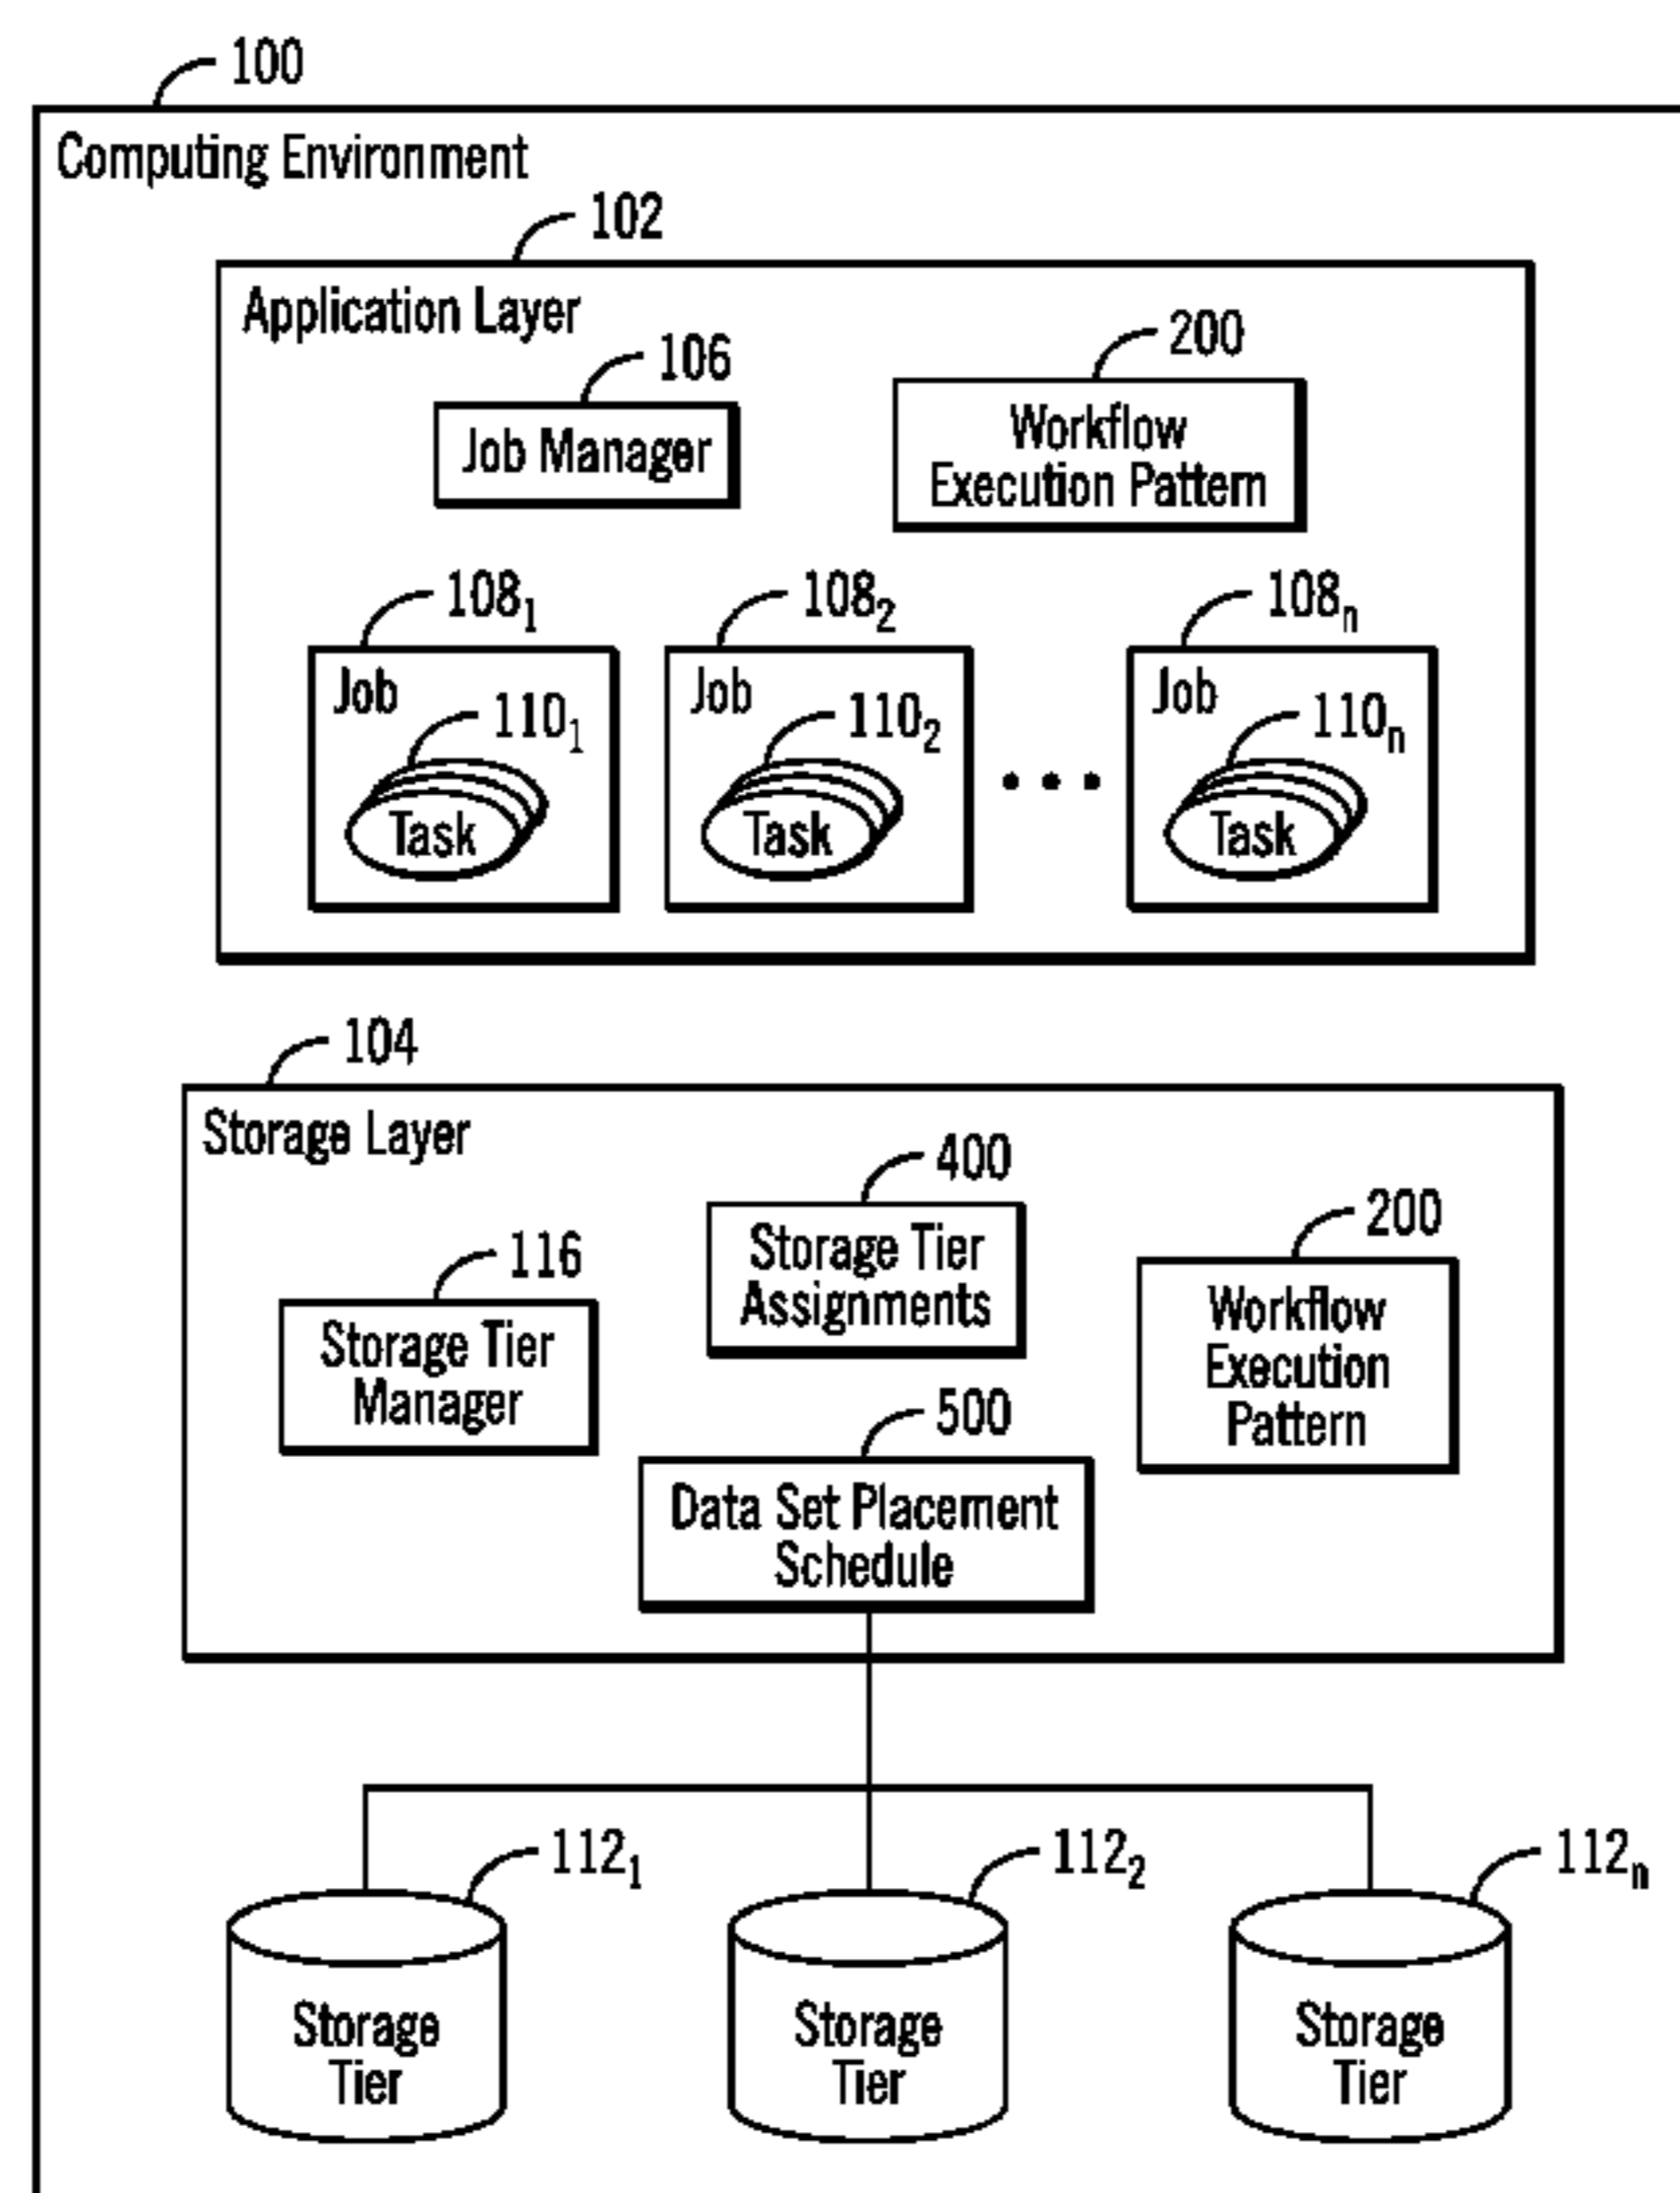 100
Computing Environment
102
Application Layer
106
200
Job Manager
Workflow
Execution Pattern
108₁
108₂
108ₙ
Job
Job
Job
110₁
110₂
110ₙ
Task
Task
• • •
Task
104
Storage Layer
400
200
116
Storage Tier
Assignments
Workflow
Execution
Pattern
Storage Tier
Manager
500
Data Set Placement
Schedule
112₁
112₂
112ₙ
Storage
Tier
Storage
Tier
Storage
Tier